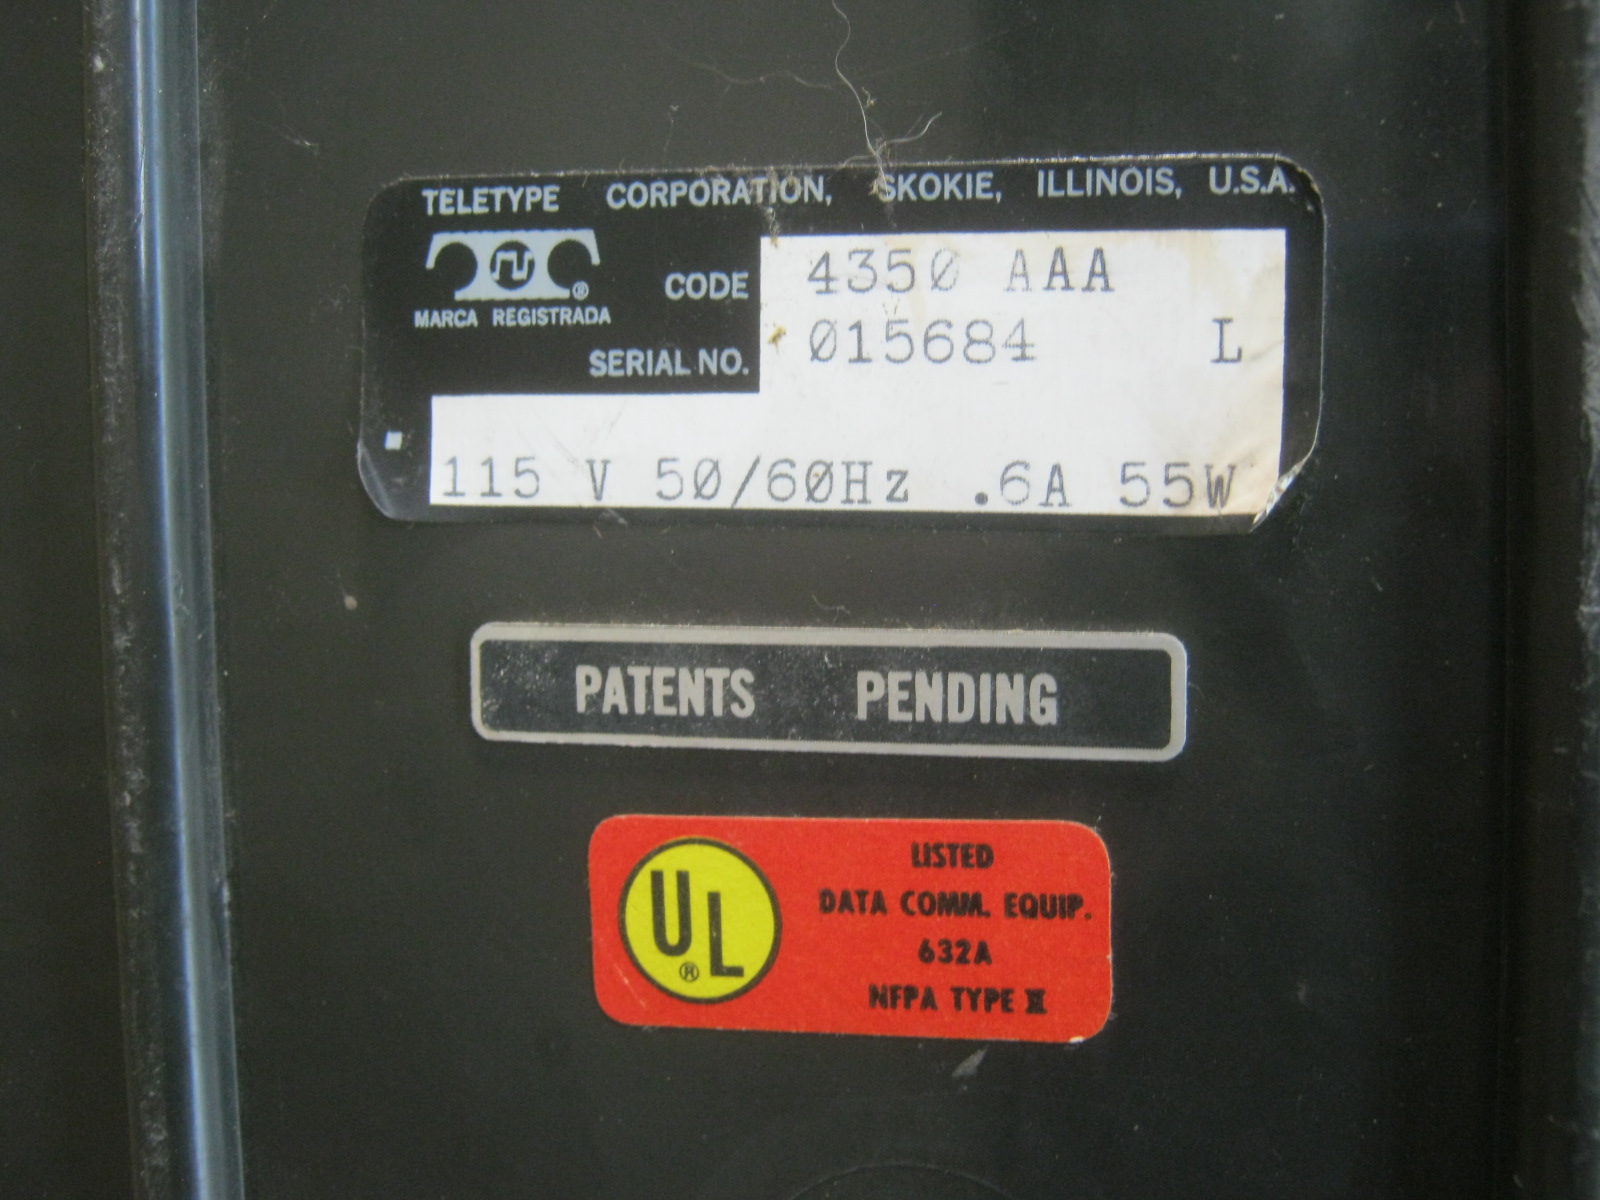 TELETYPE CORPORATION, SKOKIE, ILLINOIS, U.S.A.
CODE 4350 AAA
®
MARCA REGISTRADA
SERIAL NO. 015684 L
115 V 50/60Hz .6A 55W
PATENTS PENDING
UL®
LISTED
DATA COMM. EQUIP.
632A
NFPA TYPE II